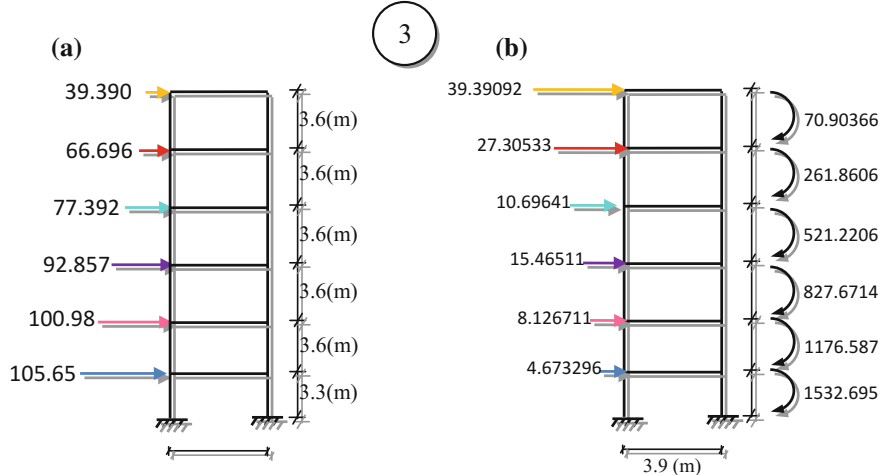 3
(a)
39.390
66.696
77.392
92.857
100.98
105.65
3.6(m)
3.6(m)
3.6(m)
3.6(m)
3.6(m)
3.3(m)
(b)
39.39092
27.30533
10.69641
15.46511
8.126711
4.673296
70.90366
261.8606
521.2206
827.6714
1176.587
1532.695
3.9 (m)